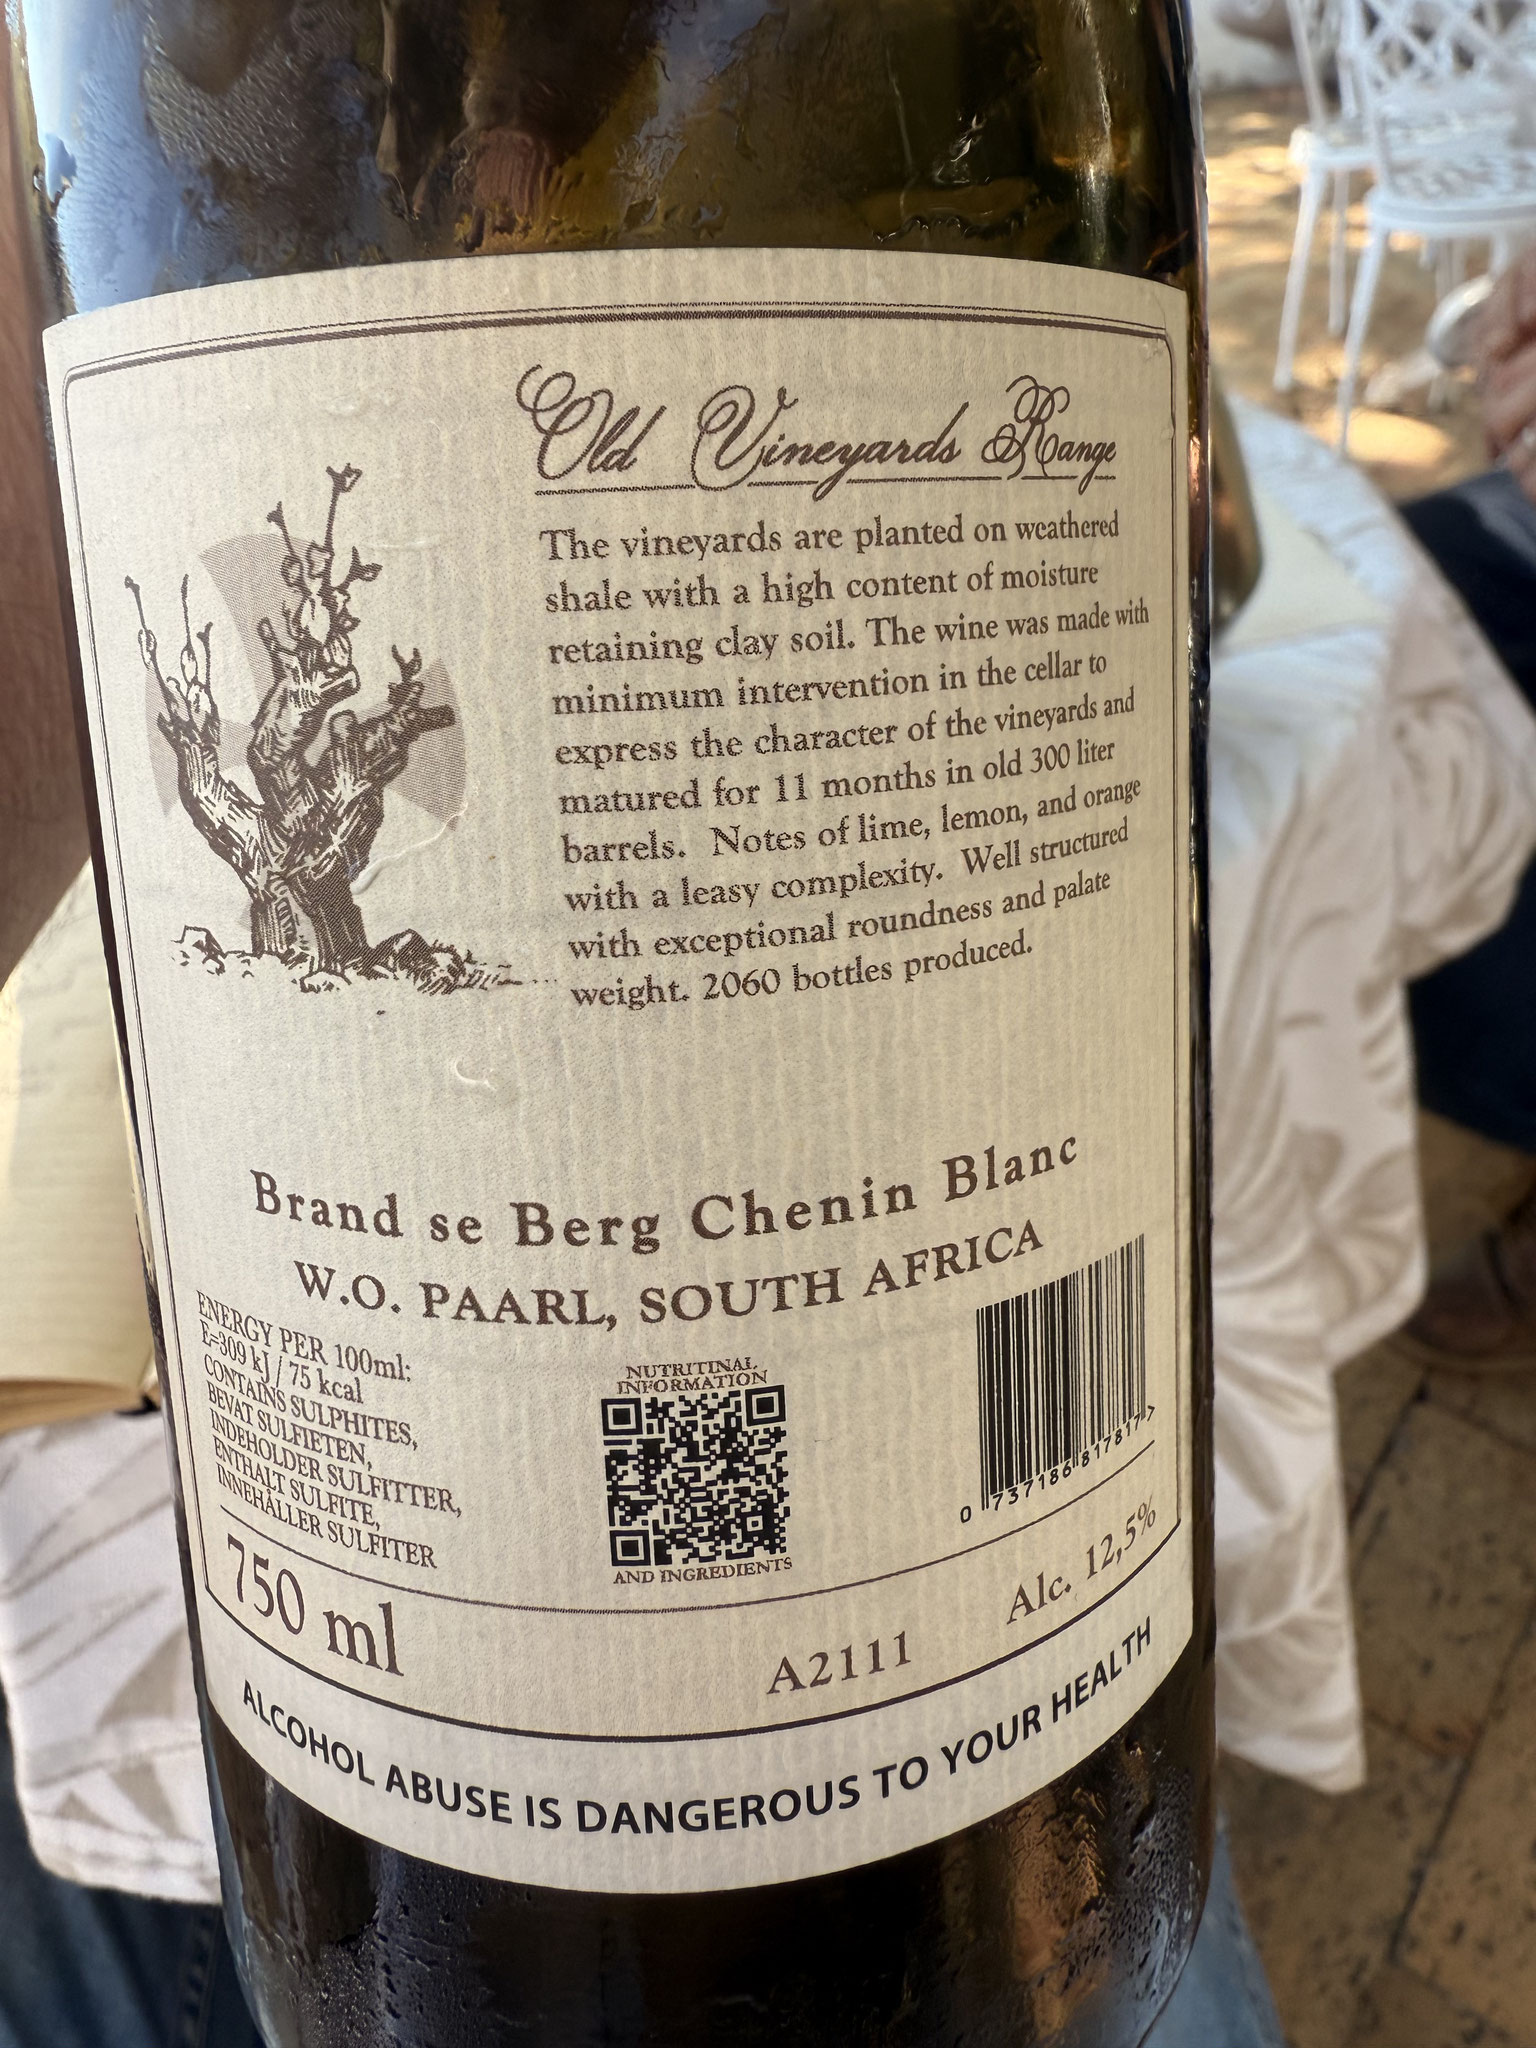 Old Vineyards Range
The vineyards are planted on weathered
shale with a high content of moisture
retaining clay soil. The wine was made with
minimum intervention in the cellar to
express the character of the vineyards and
matured for 11 months in old 300 liter
barrels. Notes of lime, lemon, and orange
with a leasy complexity. Well structured
with exceptional roundness and palate
weight. 2060 bottles produced.
Brand se Berg Chenin Blanc
W.O. PAARL, SOUTH AFRICA
ENERGY PER 100ml:
E=309 kJ / 75 kcal
CONTAINS SULPHITES,
BEVAT SULFIETEN,
INDEHOLDER SULFITTER,
ENTHALT SULFITE,
INNEHÅLLER SULFITER
NUTRITINAL
INFORMATION
AND INGREDIENTS
0 737186 817817 >
750 ml
A2111
Alc. 12,5%
ALCOHOL ABUSE IS DANGEROUS TO YOUR HEALTH